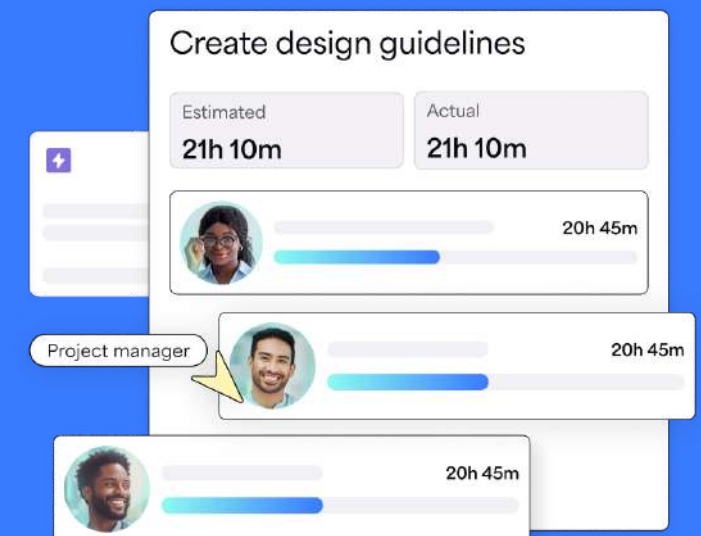 Create design guidelines
Estimated
21h 10m
Actual
21h 10m
20h 45m
Project manager
20h 45m
20h 45m